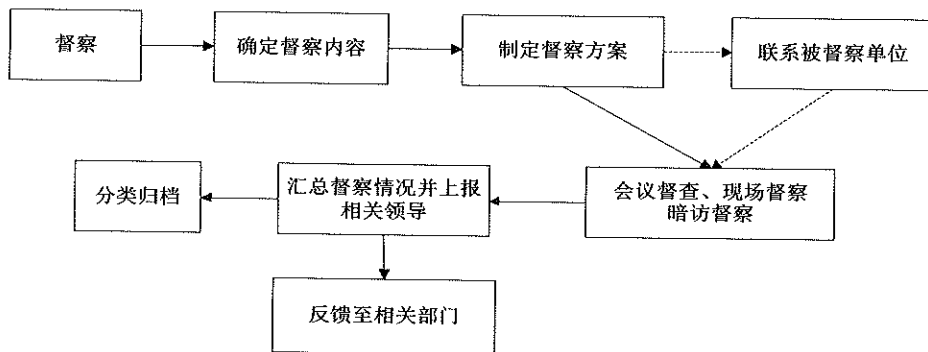 督察
确定督察内容
制定督察方案
联系被督察单位
分类归档
汇总督察情况并上报
相关领导
会议督查、现场督察
暗访督察
反馈至相关部门